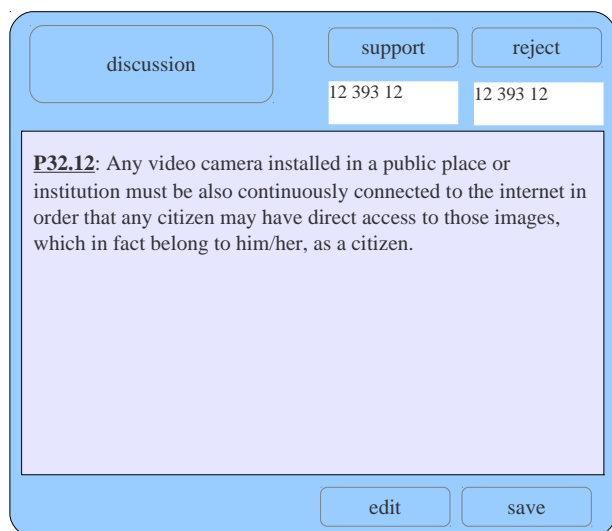 discussion
support
reject
12 393 12
12 393 12
P32.12: Any video camera installed in a public place or
institution must be also continuously connected to the internet in
order that any citizen may have direct access to those images,
which in fact belong to him/her, as a citizen.
edit
save